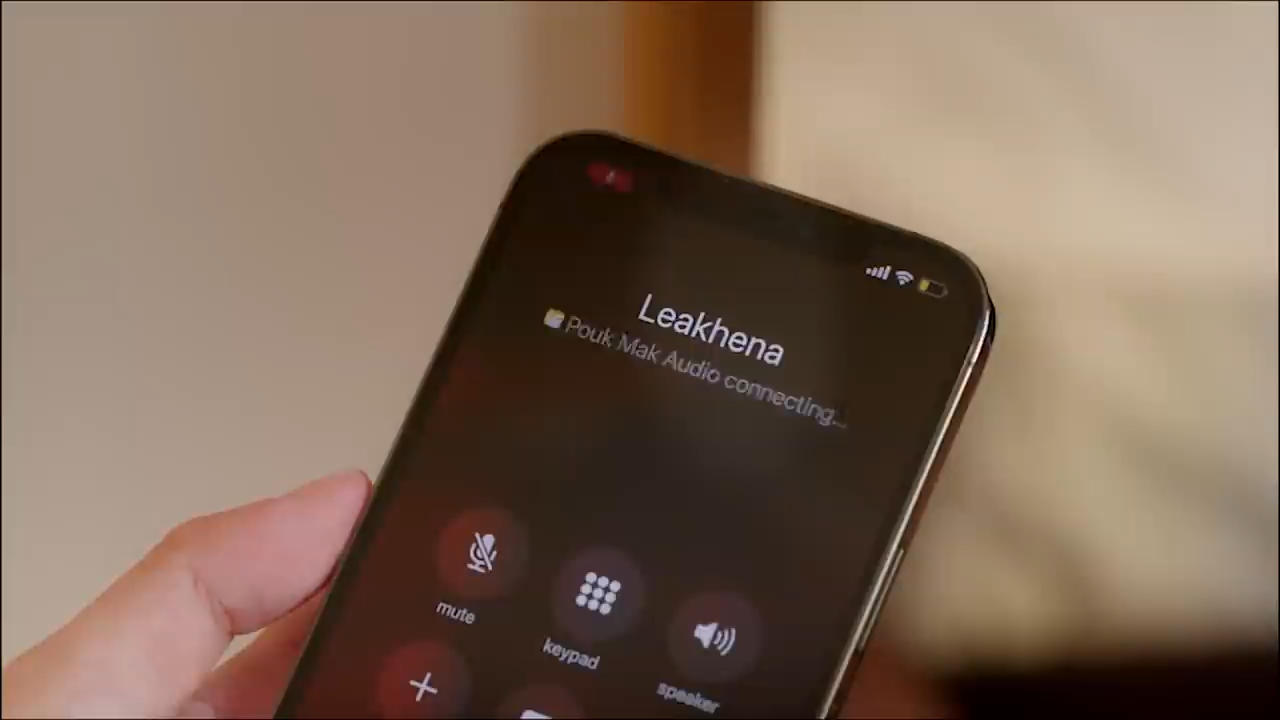 Leakhena
Pouk Mak Audio connecting...
mute
keypad
speaker